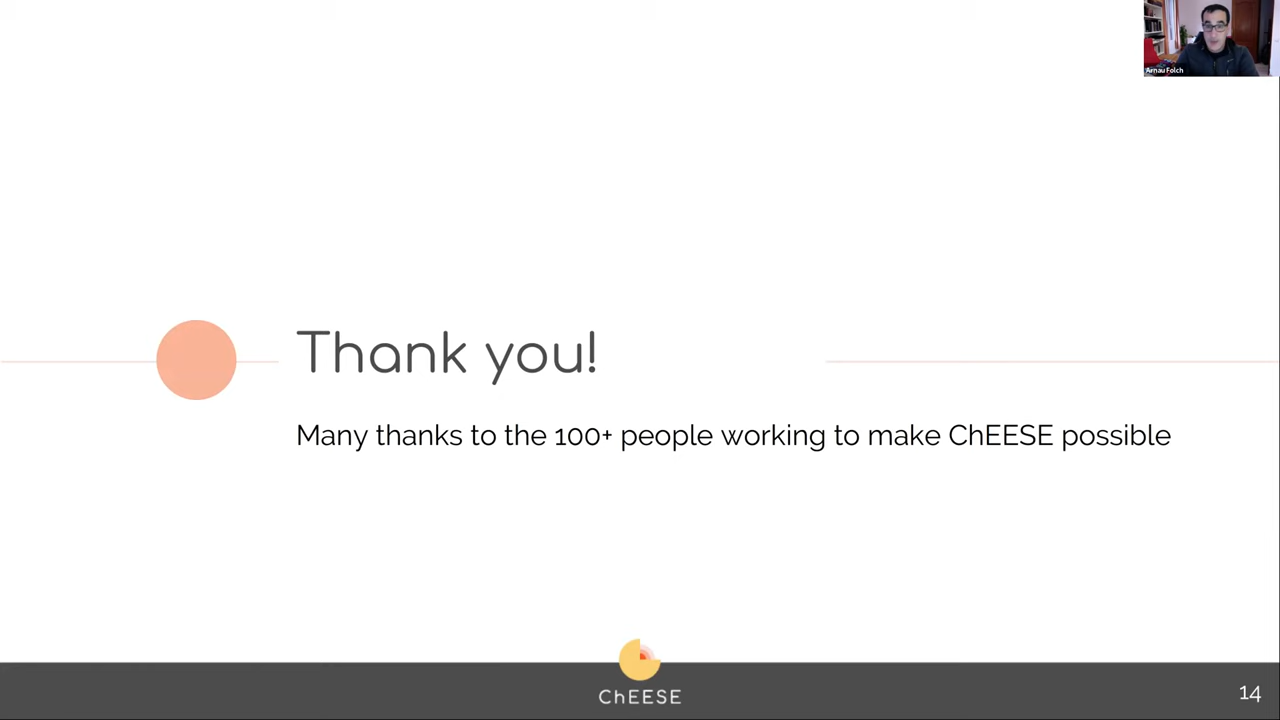 Arnau Folch
Thank you!
Many thanks to the 100+ people working to make ChEESE possible
ChEESE
14